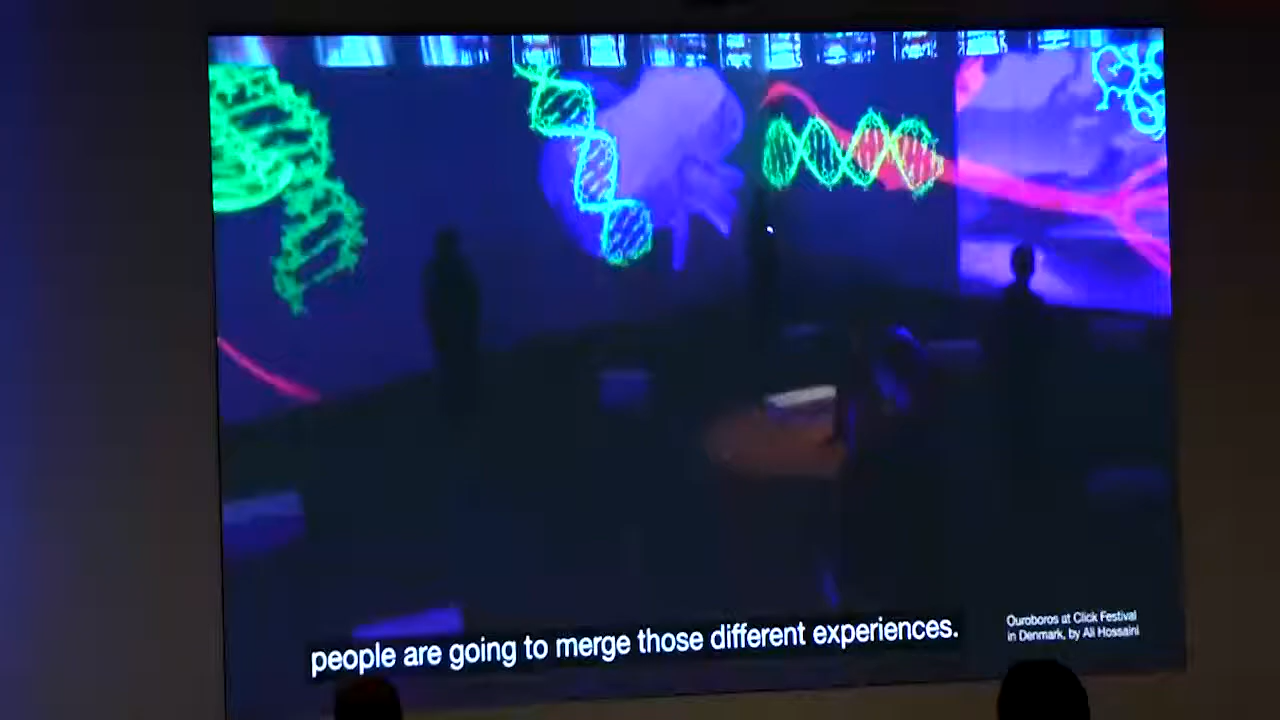 people are going to merge those different experiences.
Ouroboros at Click Festival
in Denmark, by Ali Hossaini